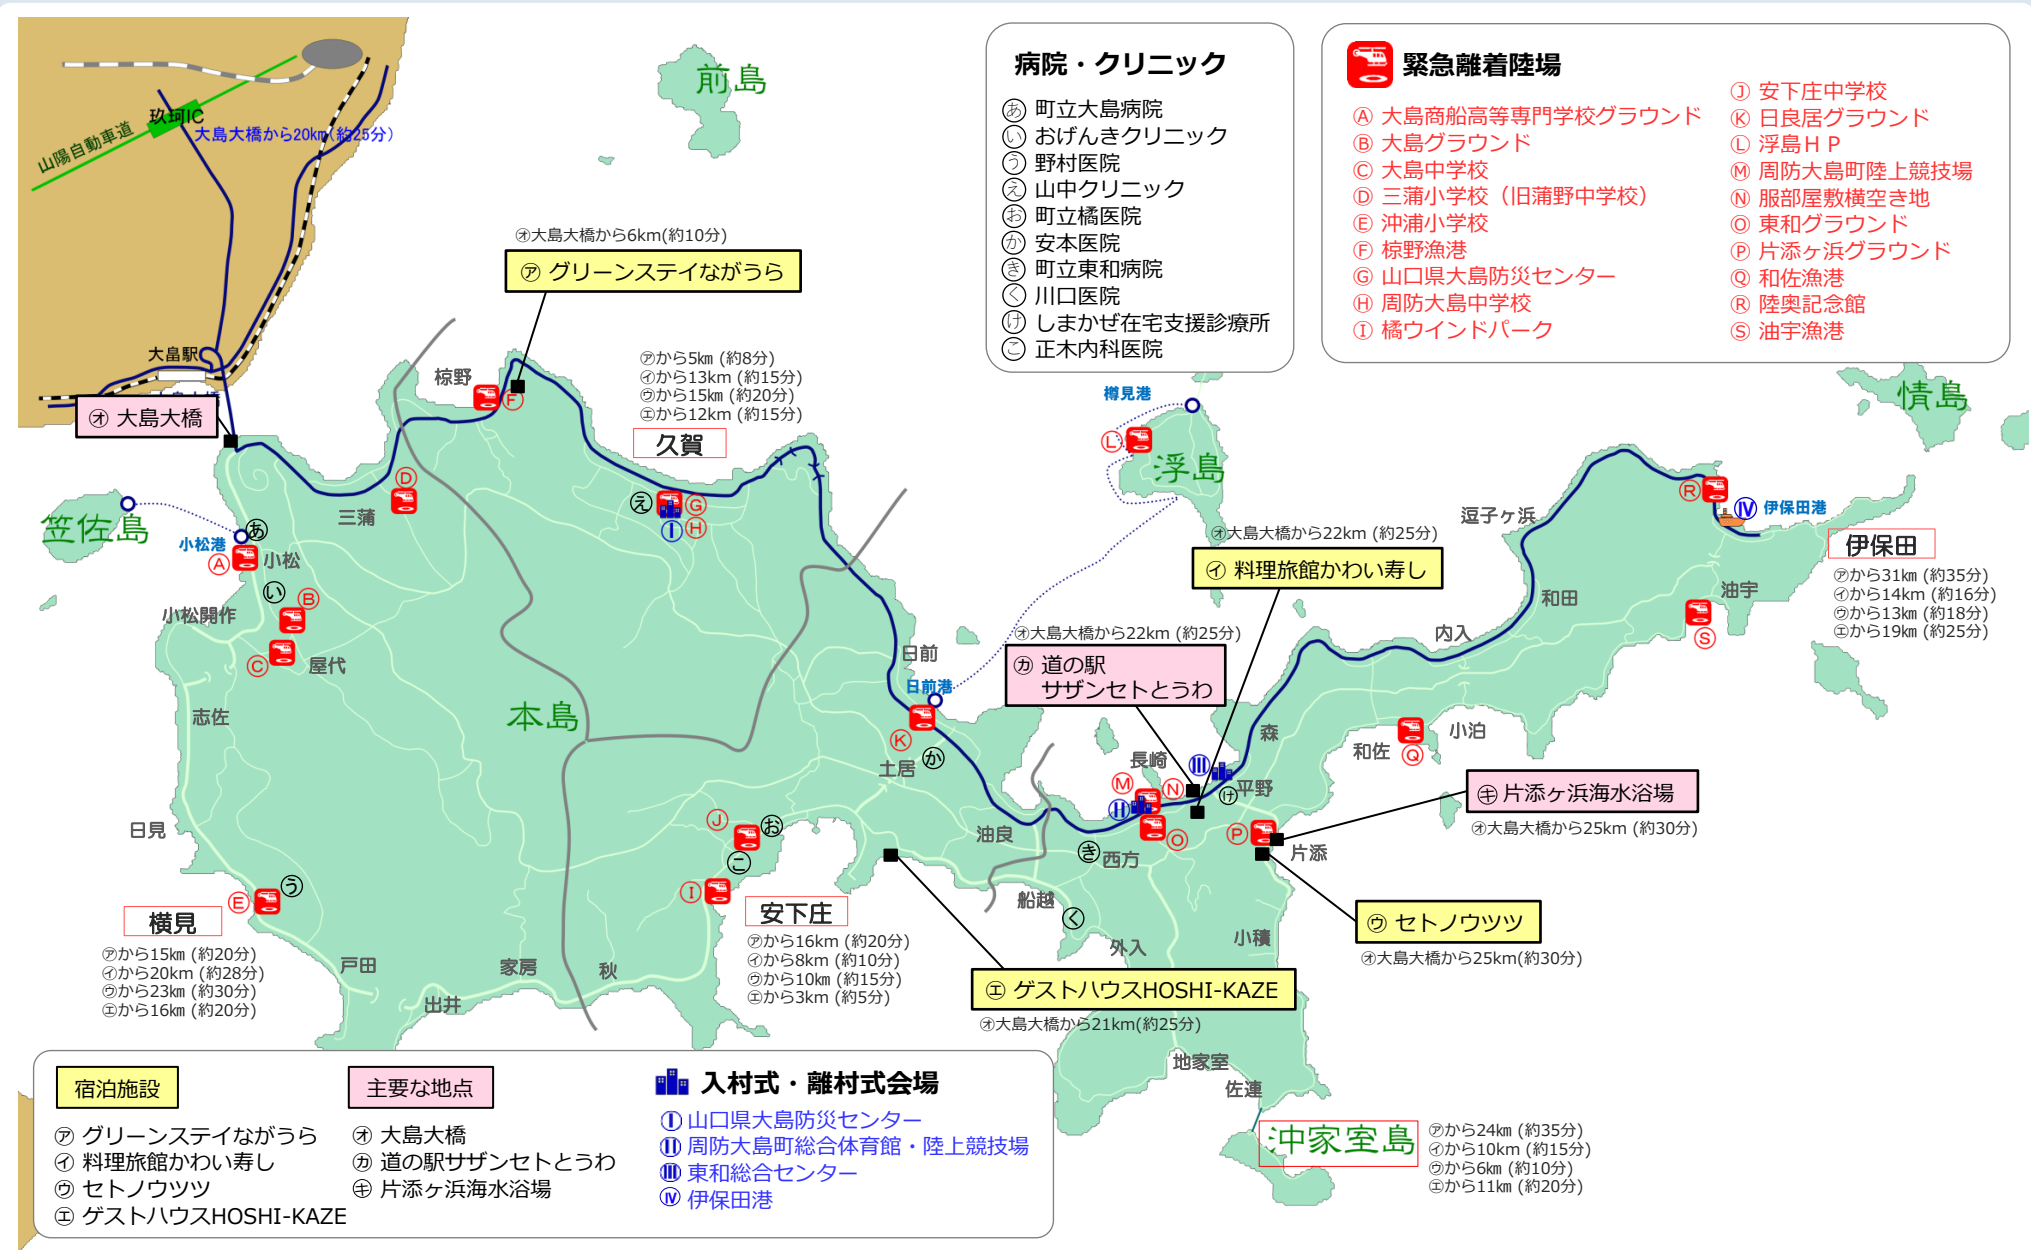 前島
玖珂IC
山陽自動車道
大島大橋から20km(約25分)
大畠駅
㋔ 大島大橋
笠佐島
小松港
㋔大島大橋から6km(約10分)
㋐ グリーンステイながうら
椋野
Ⓕ
㋐から5㎞ (約8分)
㋑から13km (約15分)
㋒から15㎞ (約20分)
㋓から12km (約15分)
久賀
え
Ⓖ
Ⓗ
Ⅰ
Ⓓ
三蒲
あ
Ⓐ
小松
い
Ⓑ
小松開作
Ⓒ
屋代
志佐
本島
日見
Ⓔ
う
横見
㋐から15㎞ (約20分)
㋑から20km (約28分)
㋒から23㎞ (約30分)
㋓から16㎞ (約20分)
戸田
出井
家房
秋
Ⓙ
お
こ
Ⓘ
安下庄
㋐から16km (約20分)
㋑から8km (約10分)
㋒から10㎞ (約15分)
㋓から3km (約5分)
病院・クリニック
あ 町立大島病院
い おげんきクリニック
う 野村医院
え 山中クリニック
お 町立橘医院
か 安本医院
き 町立東和病院
く 川口医院
け しまかぜ在宅支援診療所
こ 正木内科医院
緊急離着陸場
Ⓐ 大島商船高等専門学校グラウンド
Ⓑ 大島グラウンド
Ⓒ 大島中学校
Ⓓ 三蒲小学校（旧蒲野中学校）
Ⓔ 沖浦小学校
Ⓕ 椋野漁港
Ⓖ 山口県大島防災センター
Ⓗ 周防大島中学校
Ⓘ 橘ウインドパーク
Ⓙ 安下庄中学校
Ⓚ 日良居グラウンド
Ⓛ 浮島ＨＰ
Ⓜ 周防大島町陸上競技場
Ⓝ 服部屋敷横空き地
Ⓞ 東和グラウンド
Ⓟ 片添ヶ浜グラウンド
Ⓠ 和佐漁港
Ⓡ 陸奥記念館
Ⓢ 油宇漁港
樽見港
Ⓛ
浮島
情島
㋔大島大橋から22km (約25分)
㋑ 料理旅館かわい寿し
㋔大島大橋から22km (約25分)
㋕ 道の駅
サザンセトとうわ
日前
日前港
Ⓚ
土居
か
油良
長崎
Ⓜ
Ⓝ
Ⅱ
Ⅲ
け
平野
森
Ⓞ
き
西方
船越
く
外入
Ⓟ
片添
小積
逗子ヶ浜
和田
内入
和佐
Ⓠ
小泊
Ⓡ
Ⅳ
伊保田港
伊保田
㋐から31㎞ (約35分)
㋑から14km (約16分)
㋒から13㎞ (約18分)
㋓から19㎞ (約25分)
油宇
Ⓢ
㋖ 片添ヶ浜海水浴場
㋔大島大橋から25km (約30分)
㋒ セトノウツツ
㋔大島大橋から25km(約30分)
㋓ ゲストハウスHOSHI-KAZE
㋔大島大橋から21km(約25分)
地家室
佐連
沖家室島
㋐から24㎞ (約35分)
㋑から10km (約15分)
㋒から6㎞ (約10分)
㋓から11㎞ (約20分)
宿泊施設
㋐ グリーンステイながうら
㋑ 料理旅館かわい寿し
㋒ セトノウツツ
㋓ ゲストハウスHOSHI-KAZE
主要な地点
㋔ 大島大橋
㋕ 道の駅サザンセトとうわ
㋖ 片添ヶ浜海水浴場
入村式・離村式会場
Ⅰ 山口県大島防災センター
Ⅱ 周防大島町総合体育館・陸上競技場
Ⅲ 東和総合センター
Ⅳ 伊保田港